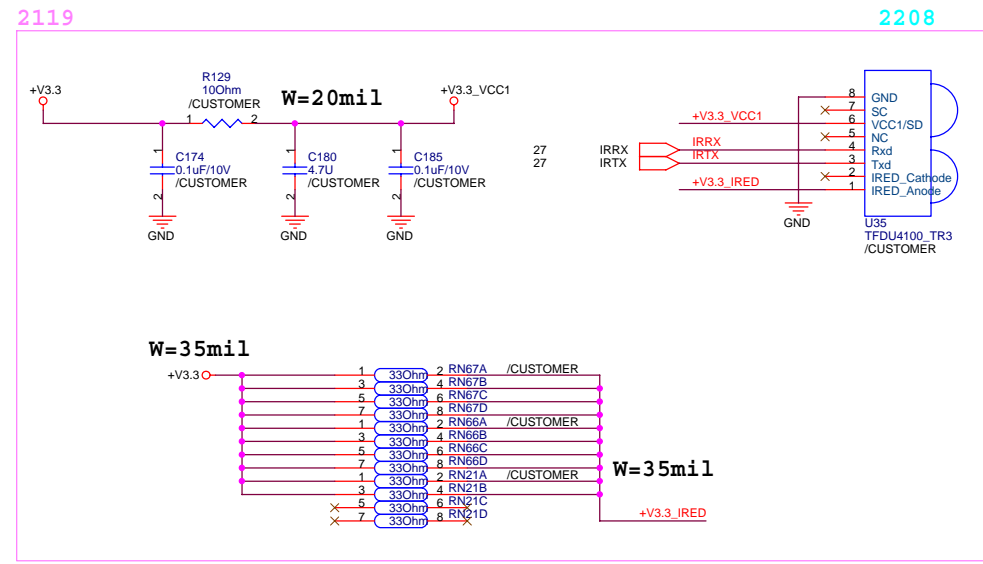 2119
2208
R129
10Ohm
/CUSTOMER
+V3.3
W=20mil
+V3.3_VCC1
1
2
1
C174
0.1uF/10V
/CUSTOMER
2
GND
1
C180
4.7U
/CUSTOMER
2
GND
1
C185
0.1uF/10V
/CUSTOMER
2
GND
27
IRRX
27
IRTX
+V3.3_VCC1
IRRX
IRTX
+V3.3_IRED
GND
8
GND
7
SC
6
VCC1/SD
5
NC
4
Rxd
3
Txd
2
IRED_Cathode
1
IRED_Anode
U35
TFDU4100_TR3
/CUSTOMER
W=35mil
+V3.3
1 33Ohm 2 RN67A /CUSTOMER
3 33Ohm 4 RN67B
5 33Ohm 6 RN67C
7 33Ohm 8 RN67D
1 33Ohm 2 RN66A /CUSTOMER
3 33Ohm 4 RN66B
5 33Ohm 6 RN66C
7 33Ohm 8 RN66D
1 33Ohm 2 RN21A /CUSTOMER
3 33Ohm 4 RN21B
5 33Ohm 6 RN21C
7 33Ohm 8 RN21D
W=35mil
+V3.3_IRED